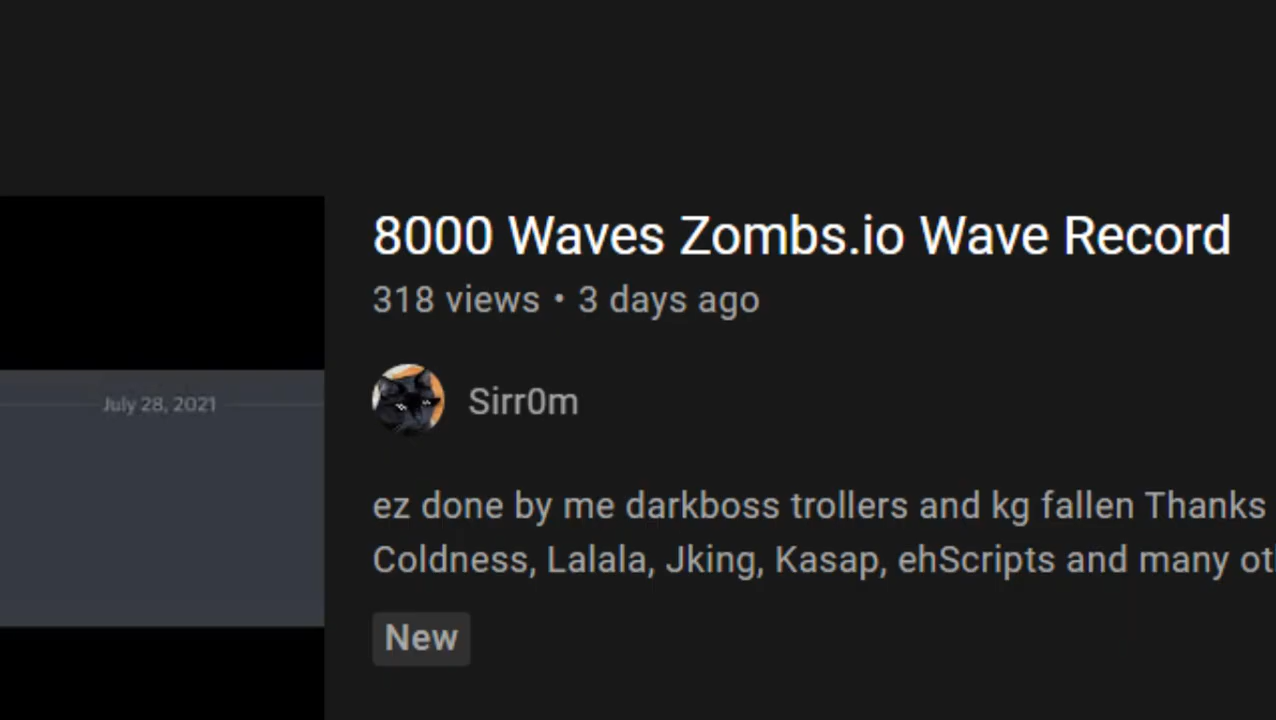 8000 Waves Zombs.io Wave Record
318 views • 3 days ago
July 28, 2021
Sirr0m
ez done by me darkboss trollers and kg fallen Thanks
Coldness, Lalala, Jking, Kasap, ehScripts and many ot
New